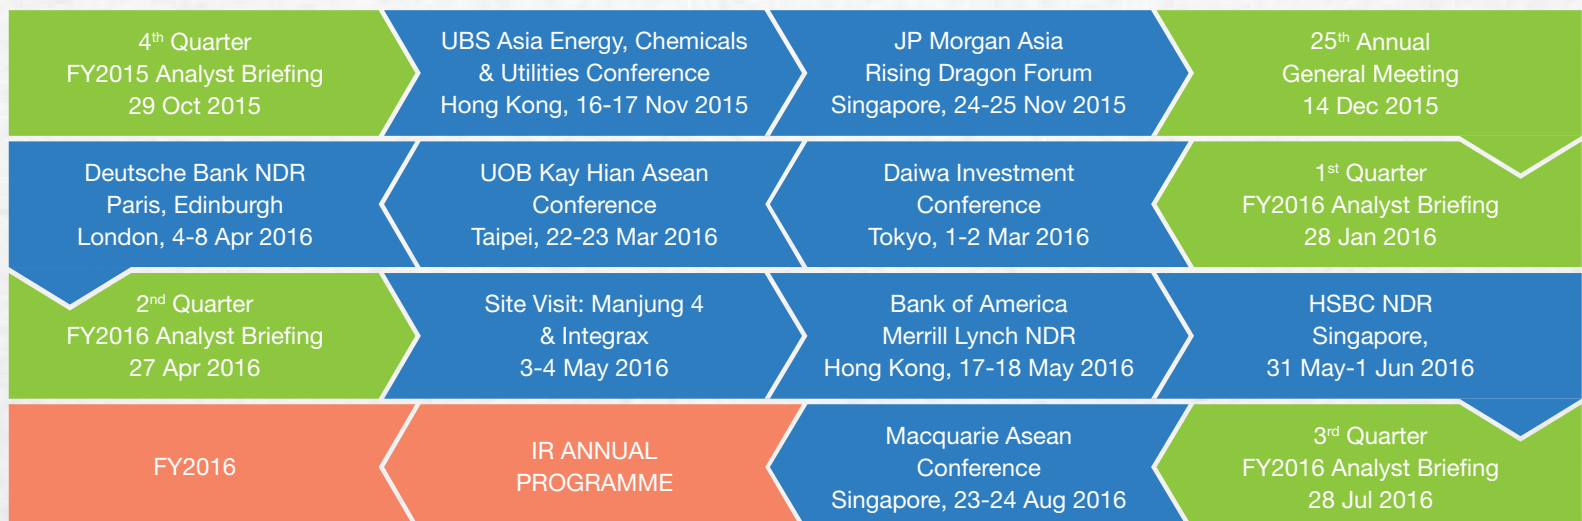 4th Quarter
FY2015 Analyst Briefing
29 Oct 2015
UBS Asia Energy, Chemicals
& Utilities Conference
Hong Kong, 16-17 Nov 2015
JP Morgan Asia
Rising Dragon Forum
Singapore, 24-25 Nov 2015
25th Annual
General Meeting
14 Dec 2015
1st Quarter
FY2016 Analyst Briefing
28 Jan 2016
Daiwa Investment
Conference
Tokyo, 1-2 Mar 2016
UOB Kay Hian Asean
Conference
Taipei, 22-23 Mar 2016
Deutsche Bank NDR
Paris, Edinburgh
London, 4-8 Apr 2016
2nd Quarter
FY2016 Analyst Briefing
27 Apr 2016
Site Visit: Manjung 4
& Integrax
3-4 May 2016
Bank of America
Merrill Lynch NDR
Hong Kong, 17-18 May 2016
HSBC NDR
Singapore,
31 May-1 Jun 2016
3rd Quarter
FY2016 Analyst Briefing
28 Jul 2016
Macquarie Asean
Conference
Singapore, 23-24 Aug 2016
IR ANNUAL
PROGRAMME
FY2016